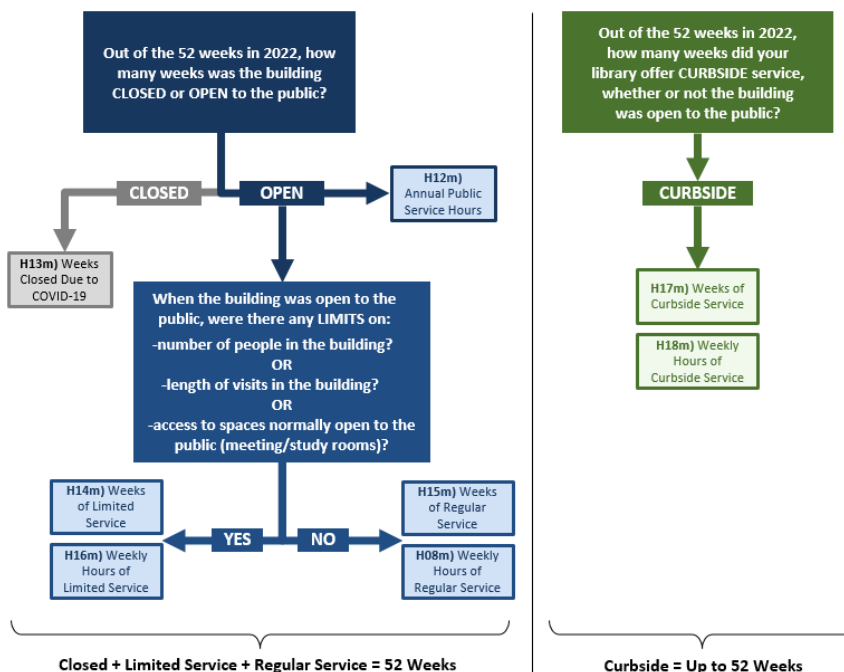 Out of the 52 weeks in 2022, how
many weeks was the building
CLOSED or OPEN to the public?
CLOSED
OPEN
H12m)
Annual Public
Service Hours
H13m) Weeks
Closed Due to
COVID-19
When the building was open to the
public, were there any LIMITS on:
-number of people in the building?
OR
-length of visits in the building?
OR
-access to spaces normally open to the
public (meeting/study rooms)?
H14m) Weeks
of Limited
Service
H16m) Weekly
Hours of
Limited Service
YES
NO
H15m) Weeks
of Regular
Service
H08m) Weekly
Hours of
Regular Service
Closed + Limited Service + Regular Service = 52 Weeks
Out of the 52 weeks in 2022,
how many weeks did your
library offer CURBSIDE service,
whether or not the building
was open to the public?
CURBSIDE
H17m) Weeks of
Curbside Service
H18m) Weekly
Hours of
Curbside Service
Curbside = Up to 52 Weeks